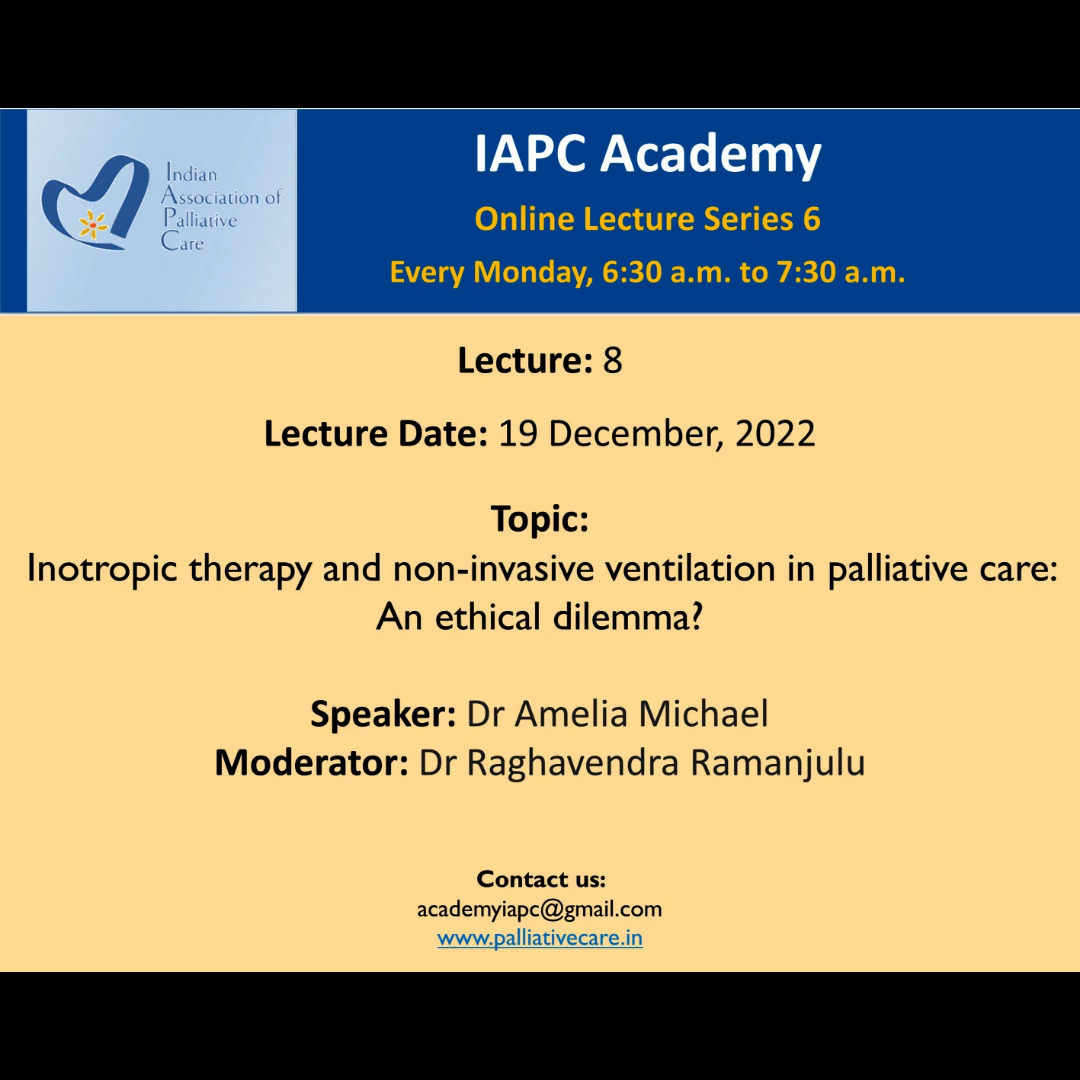 Indian
Association of
Palliative
Care
IAPC Academy
Online Lecture Series 6
Every Monday, 6:30 a.m. to 7:30 a.m.
Lecture: 8
Lecture Date: 19 December, 2022
Topic:
Inotropic therapy and non-invasive ventilation in palliative care:
An ethical dilemma?
Speaker: Dr Amelia Michael
Moderator: Dr Raghavendra Ramanjulu
Contact us:
academyiapc@gmail.com
www.palliativecare.in